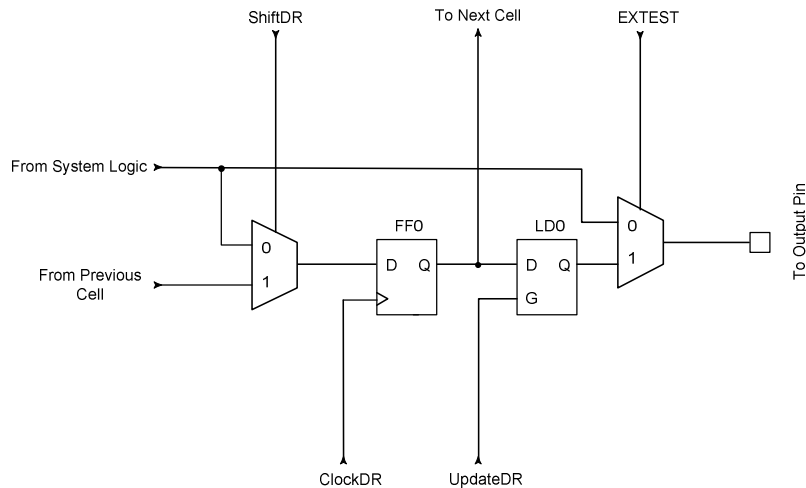 ShiftDR
To Next Cell
EXTEST
From System Logic
FF0
LD0
0
0
D Q
D Q
1
From Previous
Cell
1
G
To Output Pin
ClockDR
UpdateDR